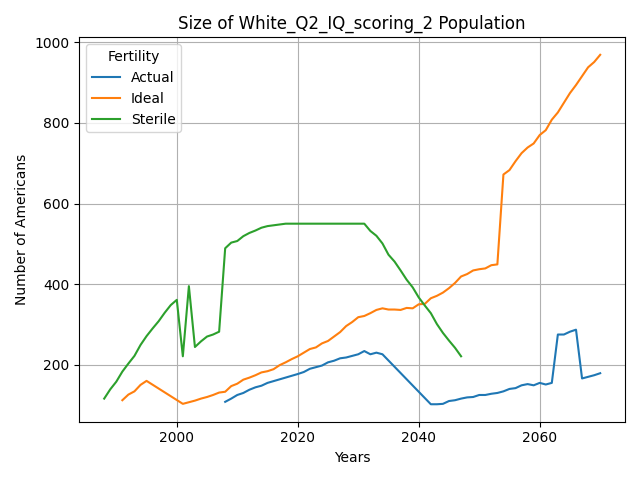 Size of White_Q2_IQ_scoring_2 Population
Fertility
Actual
Ideal
Sterile
Number of Americans
1000
800
600
400
200
2000
2020
2040
2060
Years